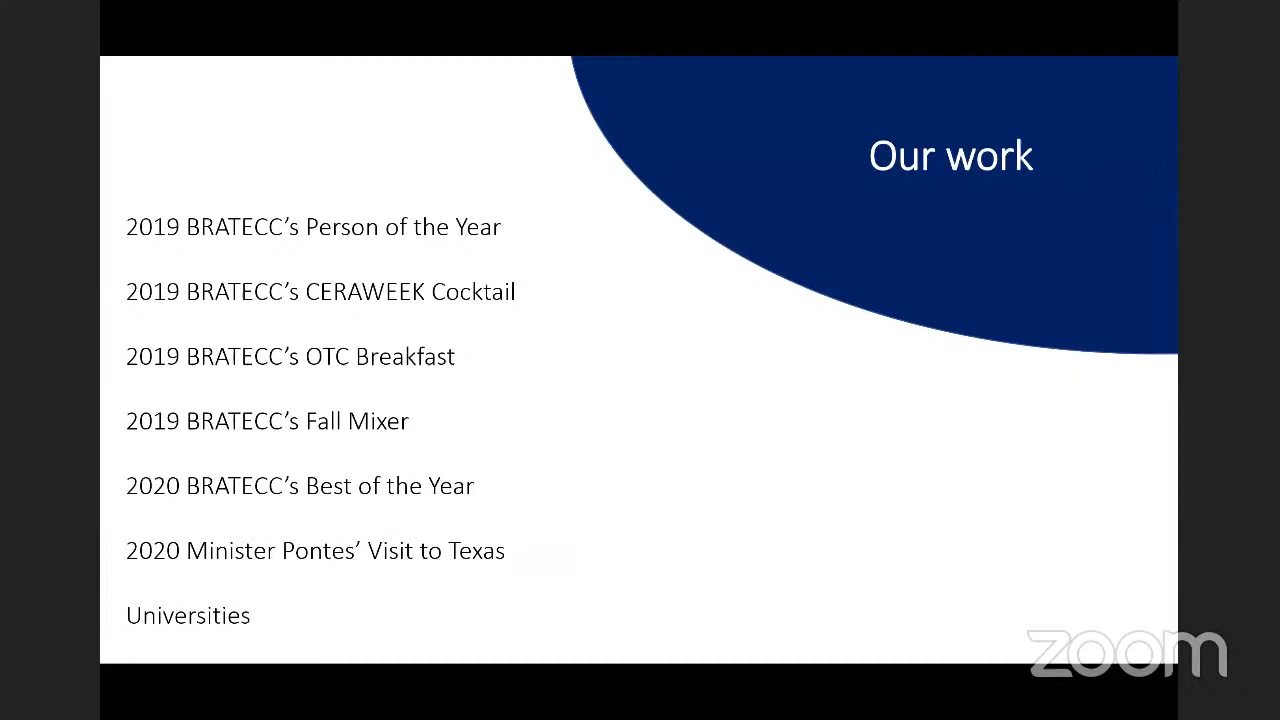 Our work
2019 BRATECC’s Person of the Year
2019 BRATECC’s CERAWEEK Cocktail
2019 BRATECC’s OTC Breakfast
2019 BRATECC’s Fall Mixer
2020 BRATECC’s Best of the Year
2020 Minister Pontes’ Visit to Texas
Universities
zoom